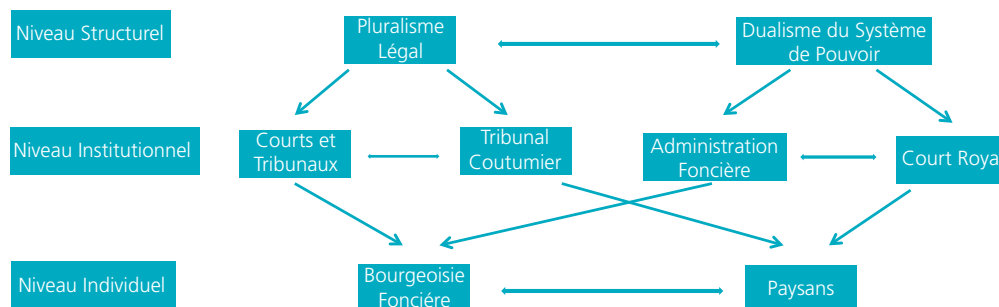 Niveau Structurel
Pluralisme
Légal
Dualisme du Système
de Pouvoir
Niveau Institutionnel
Courts et
Tribunaux
Tribunal
Coutumier
Administration
Foncière
Court Roya
Niveau Individuel
Bourgeoisie
Fonciére
Paysans